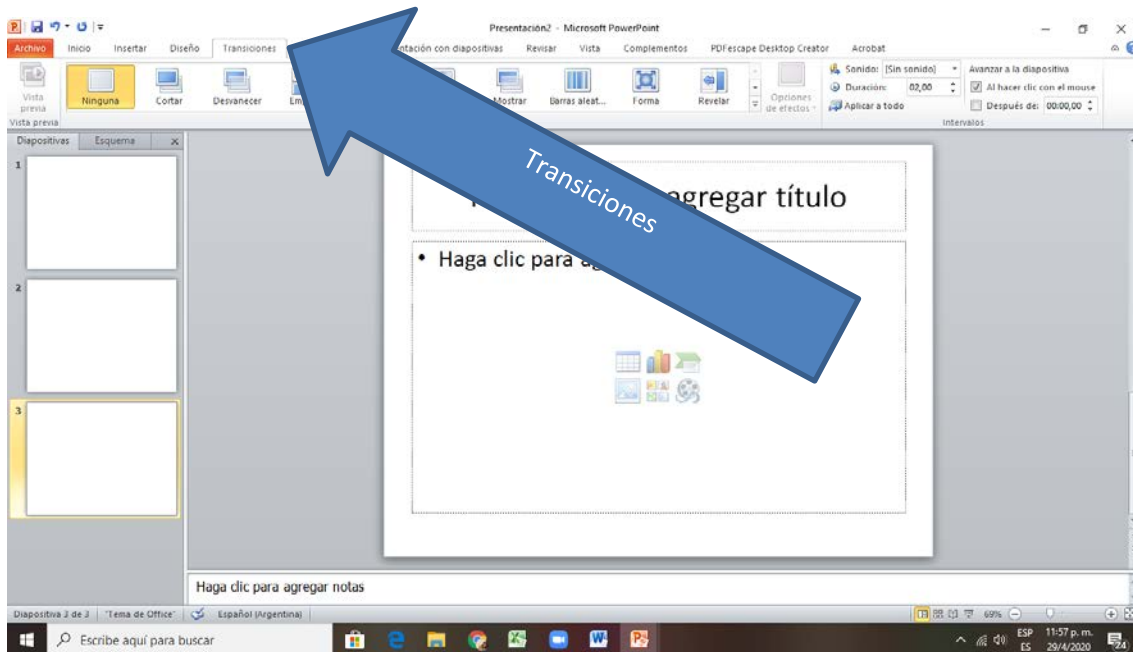 Presentación2 - Microsoft PowerPoint
Archivo Inicio Insertar Diseño Transiciones ntación con diapositivas Revisar Vista Complementos PDFescape Desktop Creator Acrobat
Vista previa
Ninguna Cortar Desvanecer Mostrar Barras aleat... Forma Revelar
Opciones de efectos
Sonido: [Sin sonido]
Duración: 02,00
Aplicar a todo
Avanzar a la diapositiva
Al hacer clic con el mouse
Después de: 00:00,00
Vista previa
Intervalos
Diapositivas Esquema
1
2
3
Transiciones
agregar título
• Haga clic para
Haga clic para agregar notas
Diapositiva 3 de 3 "Tema de Office" Español (Argentina) 69%
Escribe aquí para buscar
ESP 11:57 p. m.
ES 29/4/2020
24